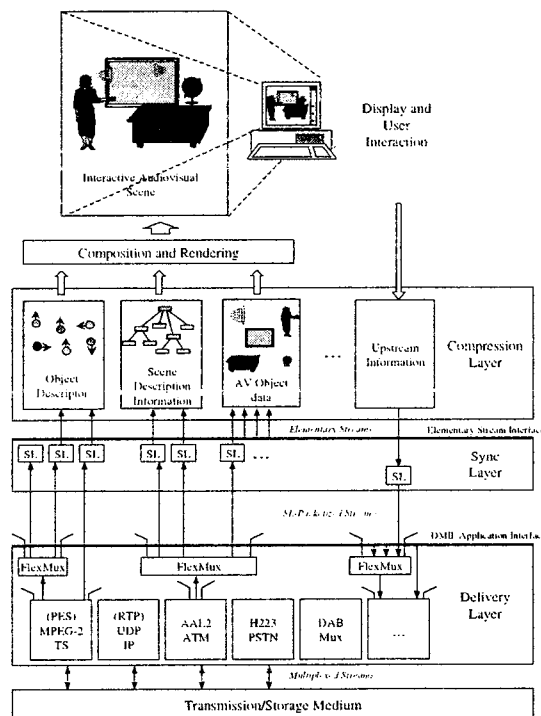 Display and
User
Interaction
Interactive Audiovisual
Scene
Composition and Rendering
Object
Descriptor
Scene
Description
Information
AV Object
data
...
Upstream
Information
Compression
Layer
Elementary Streams
Elementary Stream Interface
SL
SL
SL
SL
SL
SL
...
SL
Sync
Layer
SL-Packetized Streams
DMIF Application Interface
FlexMux
FlexMux
FlexMux
(PES)
MPEG-2
TS
(RTP)
UDP
IP
AAL2
ATM
H223
PSTN
DAB
Mux
...
Delivery
Layer
Multiplexed Streams
Transmission/Storage Medium